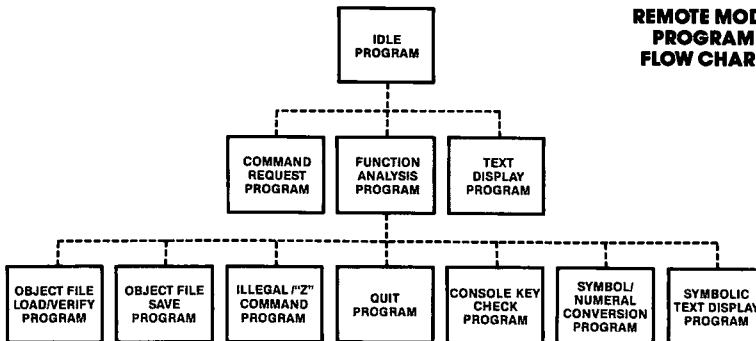 REMOTE MOD
PROGRAM
FLOW CHAR
IDLE
PROGRAM
COMMAND
REQUEST
PROGRAM
FUNCTION
ANALYSIS
PROGRAM
TEXT
DISPLAY
PROGRAM
OBJECT FILE
LOAD/VERIFY
PROGRAM
OBJECT FILE
SAVE
PROGRAM
ILLEGAL /"Z"
COMMAND
PROGRAM
QUIT
PROGRAM
CONSOLE KEY
CHECK
PROGRAM
SYMBOL/
NUMERAL
CONVERSION
PROGRAM
SYMBOLIC
TEXT DISPLAY
PROGRAM